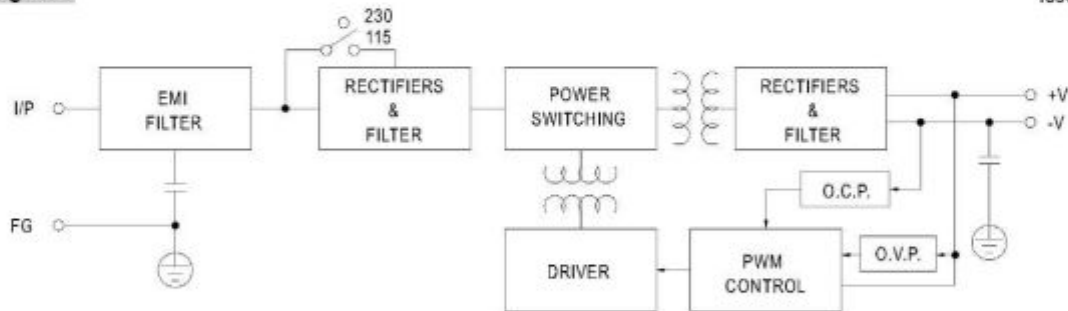 230
115
I/P
EMI
FILTER
RECTIFIERS
&
FILTER
POWER
SWITCHING
RECTIFIERS
&
FILTER
+V
-V
O.C.P.
FG
DRIVER
PWM
CONTROL
O.V.P.